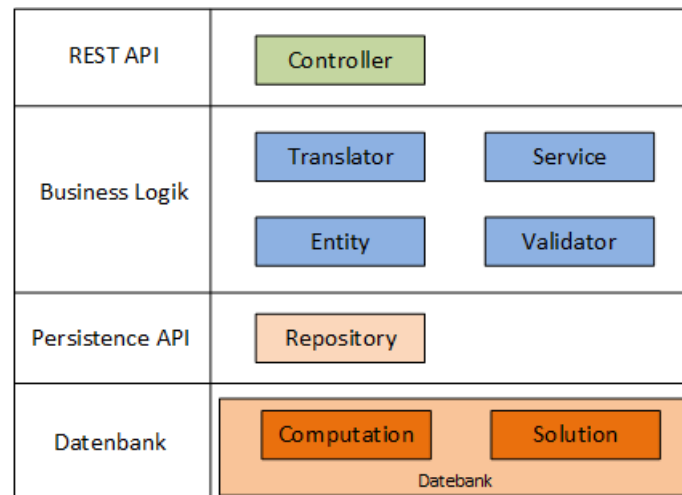 REST API
Controller
Business Logik
Translator
Service
Entity
Validator
Persistence API
Repository
Datenbank
Computation
Solution
Datebank